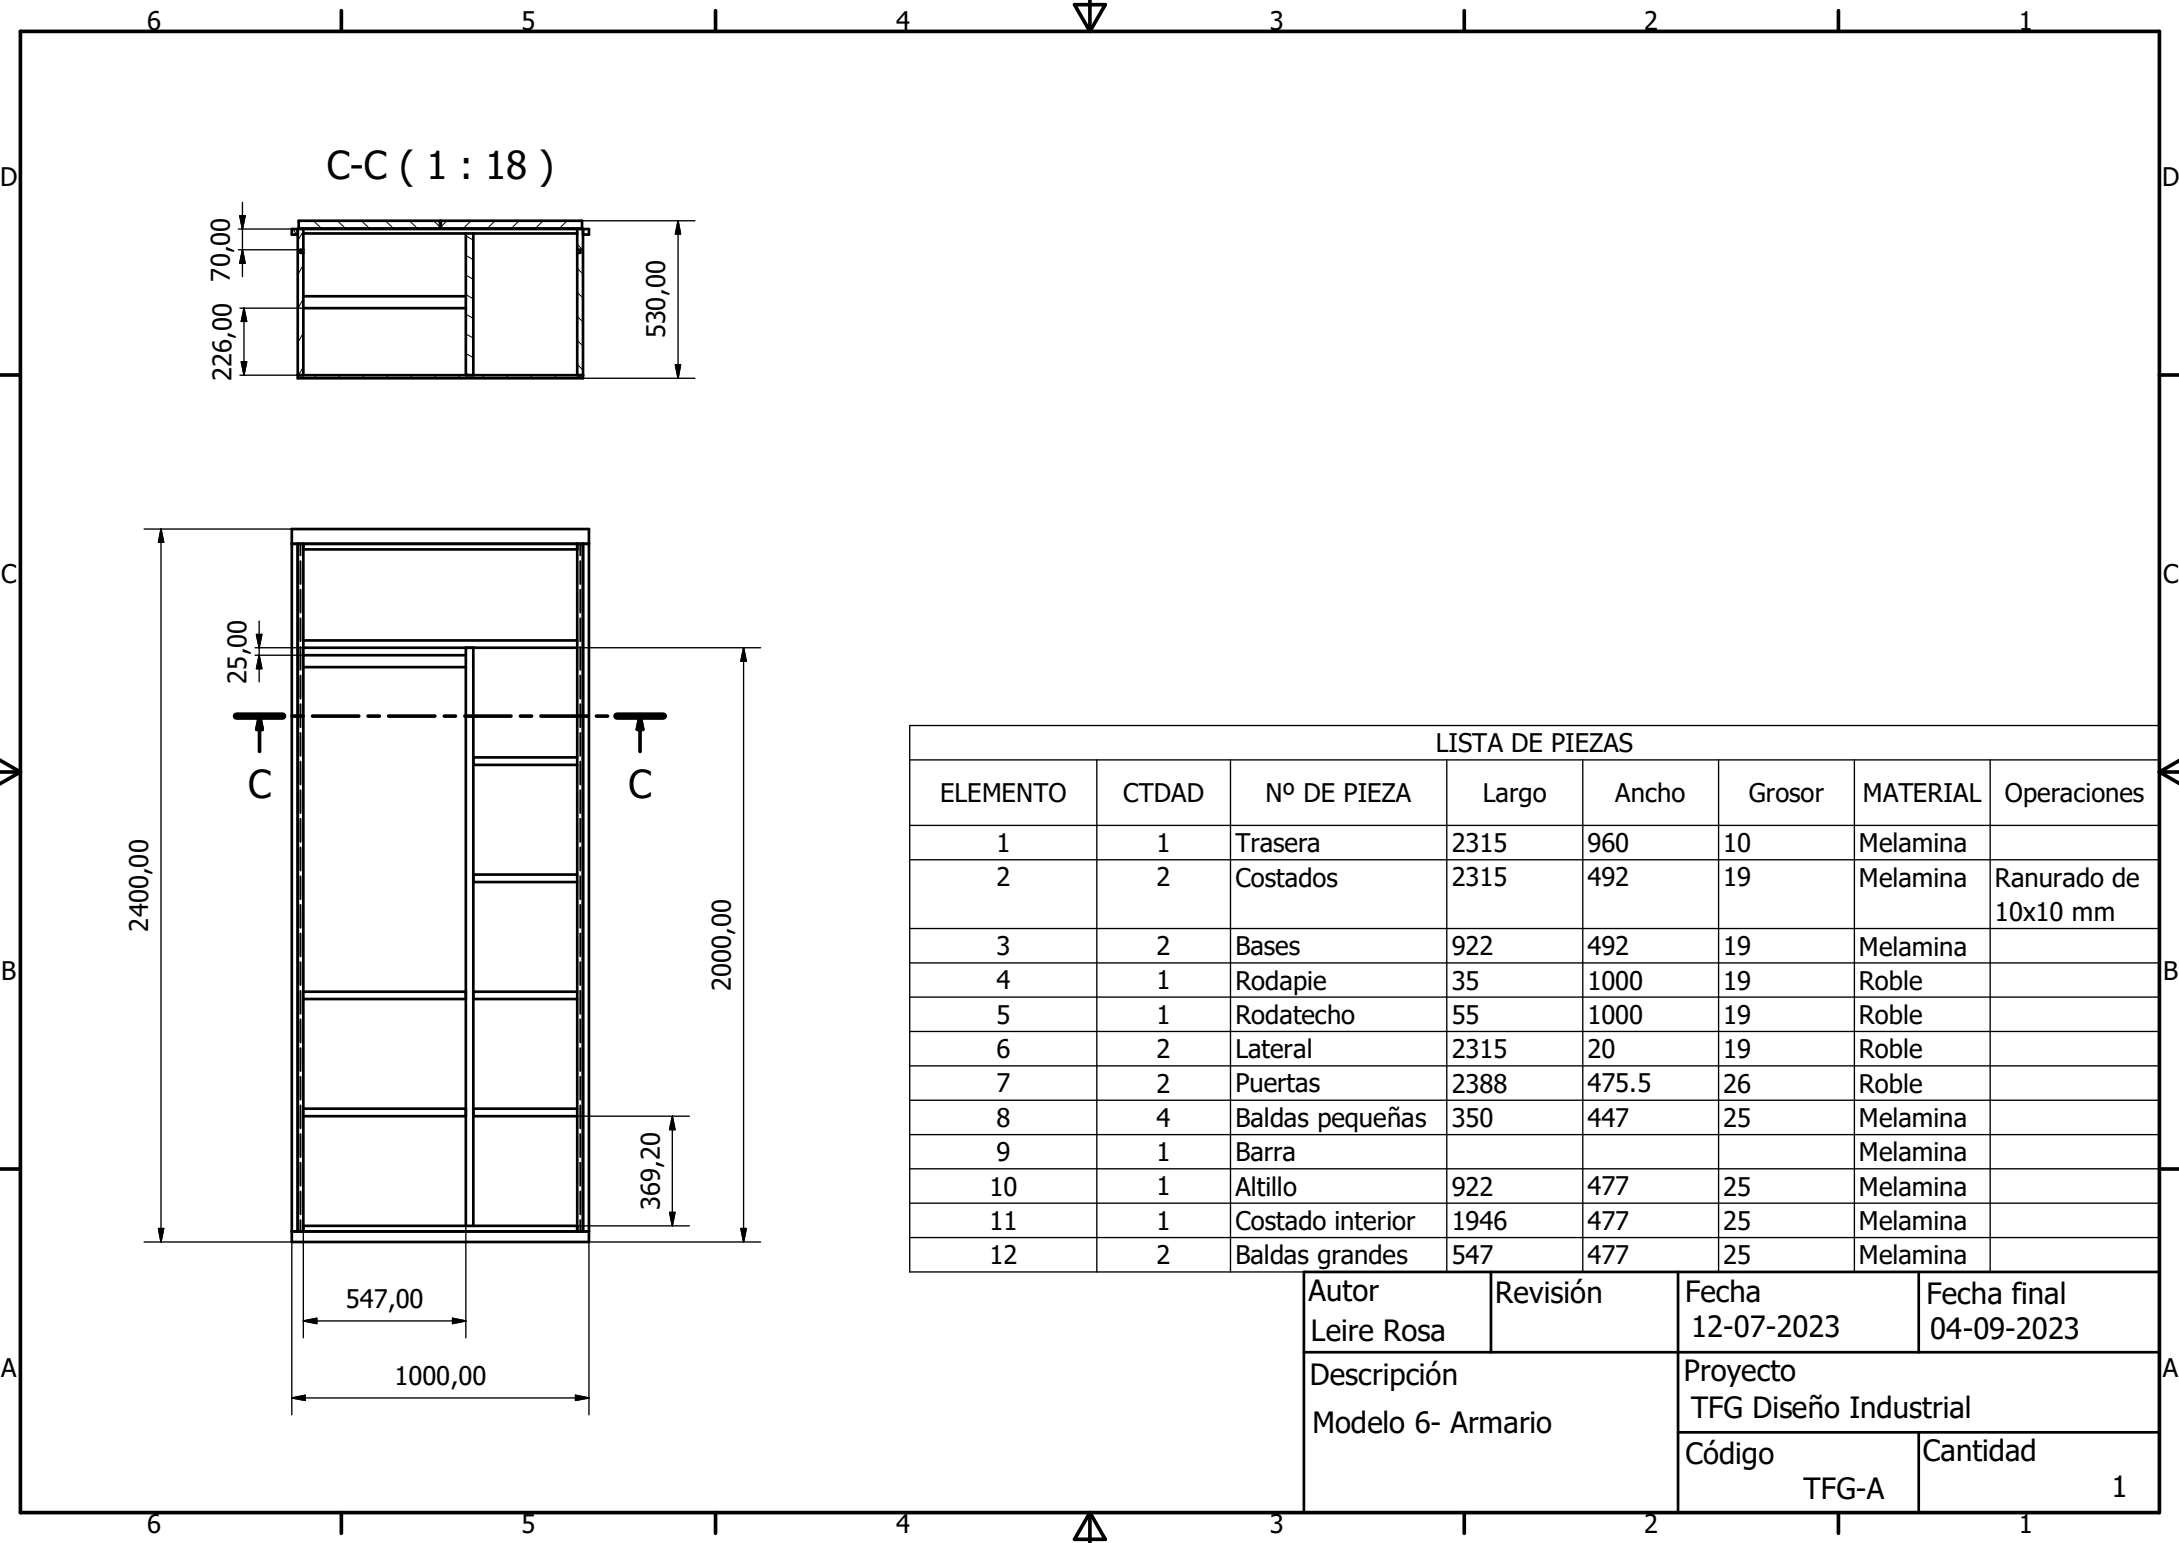 6 5 4 3 2 1
D D
C-C ( 1 : 18 )
70,00
226,00
530,00
C C
25,00
C C
2400,00
2000,00
B B
369,20
547,00
1000,00
A A
LISTA DE PIEZAS
ELEMENTO CTDAD Nº DE PIEZA Largo Ancho Grosor MATERIAL Operaciones
1 1 Trasera 2315 960 10 Melamina
2 2 Costados 2315 492 19 Melamina Ranurado de
10x10 mm
3 2 Bases 922 492 19 Melamina
4 1 Rodapie 35 1000 19 Roble
5 1 Rodatecho 55 1000 19 Roble
6 2 Lateral 2315 20 19 Roble
7 2 Puertas 2388 475.5 26 Roble
8 4 Baldas pequeñas 350 447 25 Melamina
9 1 Barra Melamina
10 1 Altillo 922 477 25 Melamina
11 1 Costado interior 1946 477 25 Melamina
12 2 Baldas grandes 547 477 25 Melamina
Autor
Leire Rosa
Revisión
Fecha
12-07-2023
Fecha final
04-09-2023
Descripción
Modelo 6- Armario
Proyecto
TFG Diseño Industrial
Código
TFG-A
Cantidad
1
6 5 4 3 2 1